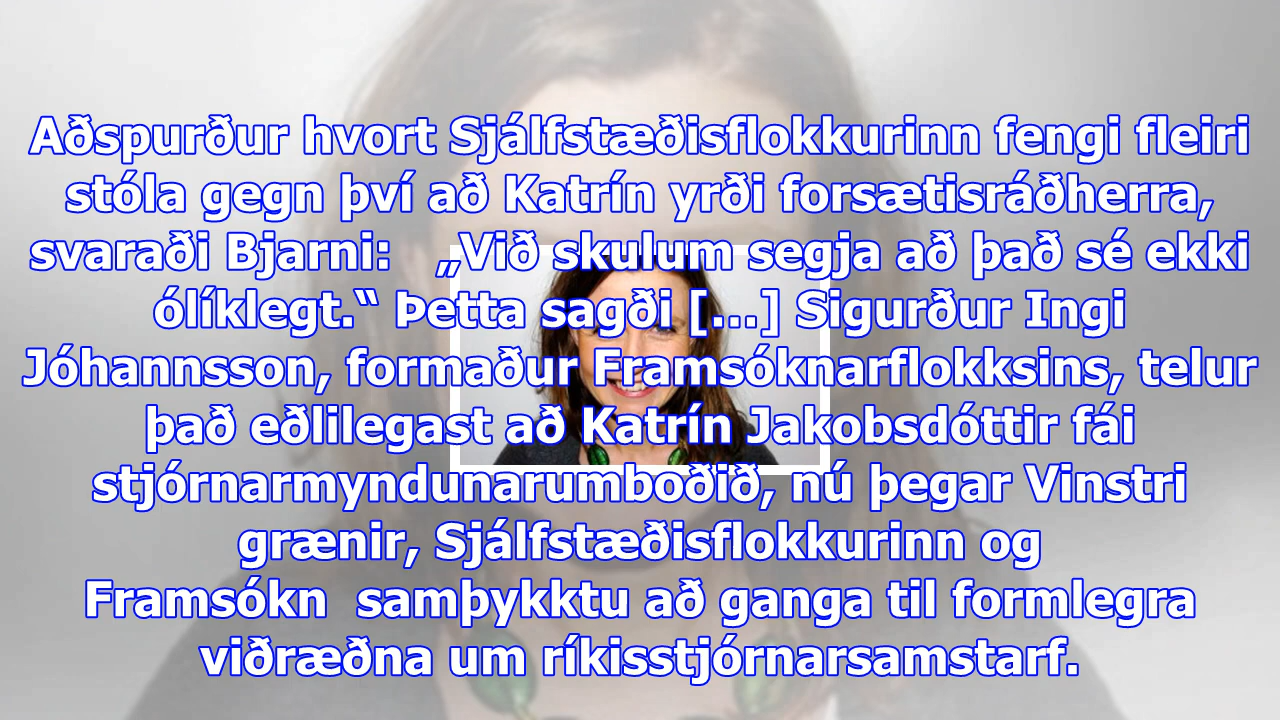 Aðspurður hvort Sjálfstæðisflokkurinn fengi fleiri
stóla gegn því að Katrín yrði forsætisráðherra,
svaraði Bjarni:   „Við skulum segja að það sé ekki
ólíklegt.“ Þetta sagði [...] Sigurður Ingi
Jóhannsson, formaður Framsóknarflokksins, telur
það eðlilegast að Katrín Jakobsdóttir fái
stjórnarmyndunarumboðið, nú þegar Vinstri
grænir, Sjálfstæðisflokkurinn og
Framsókn  samþykktu að ganga til formlegra
viðræðna um ríkisstjórnarsamstarf.